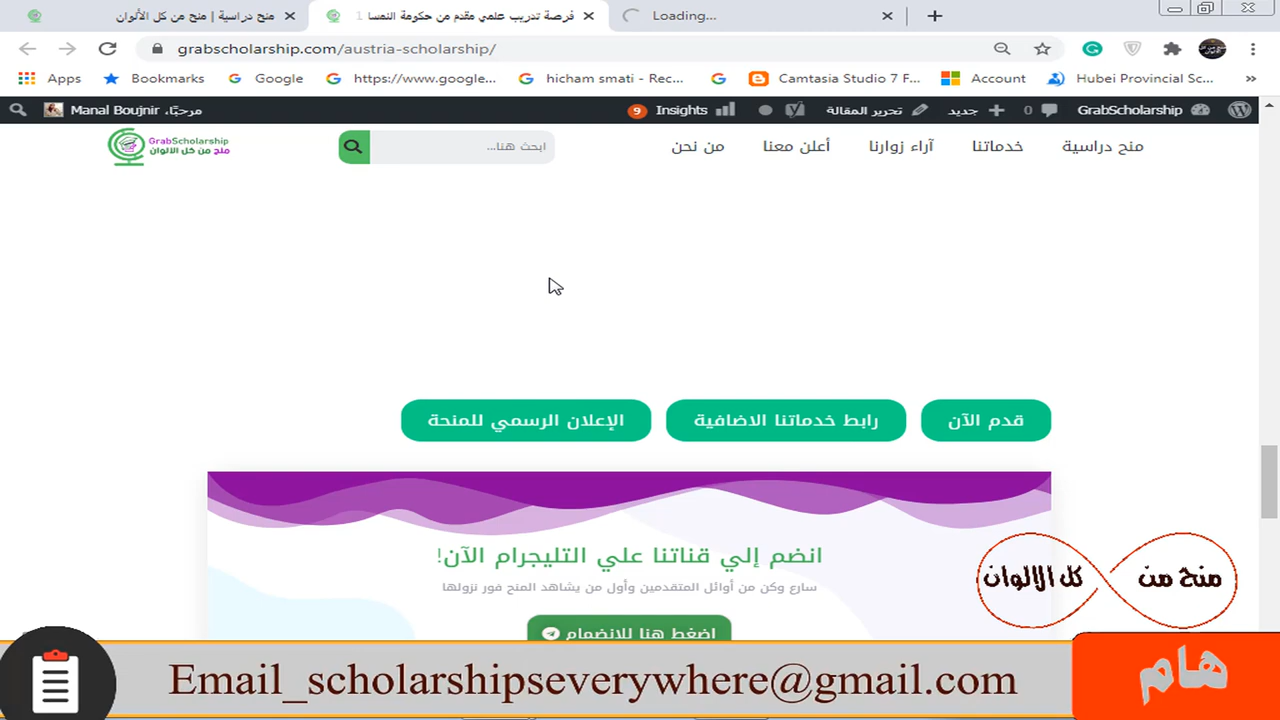 منح دراسية | منح من كل الألوان
فرصة تدريب علمي مقدم من حكومة النمسا 1
Loading...
grabscholarship.com/austria-scholarship/
Apps
Bookmarks
Google
https://www.google...
hicham smati - Rec...
Camtasia Studio 7 F...
Account
Hubei Provincial Sc...
»
مرحبًا، Manal Boujnir
9
Insights
تحرير المقالة
جديد
0
GrabScholarship
GrabScholarship
منح من كل الألوان
ابحث هنا...
منح دراسية
خدماتنا
آراء زوارنا
أعلن معنا
من نحن
قدم الآن
رابط خدماتنا الاضافية
الإعلان الرسمي للمنحة
انضم إلي قناتنا علي التليجرام الآن!
سارع وكن من أوائل المتقدمين وأول من يشاهد المنح فور نزولها
اضغط هنا للانضمام
منح من كل الالوان
Email_scholarshipseverywhere@gmail.com
هام